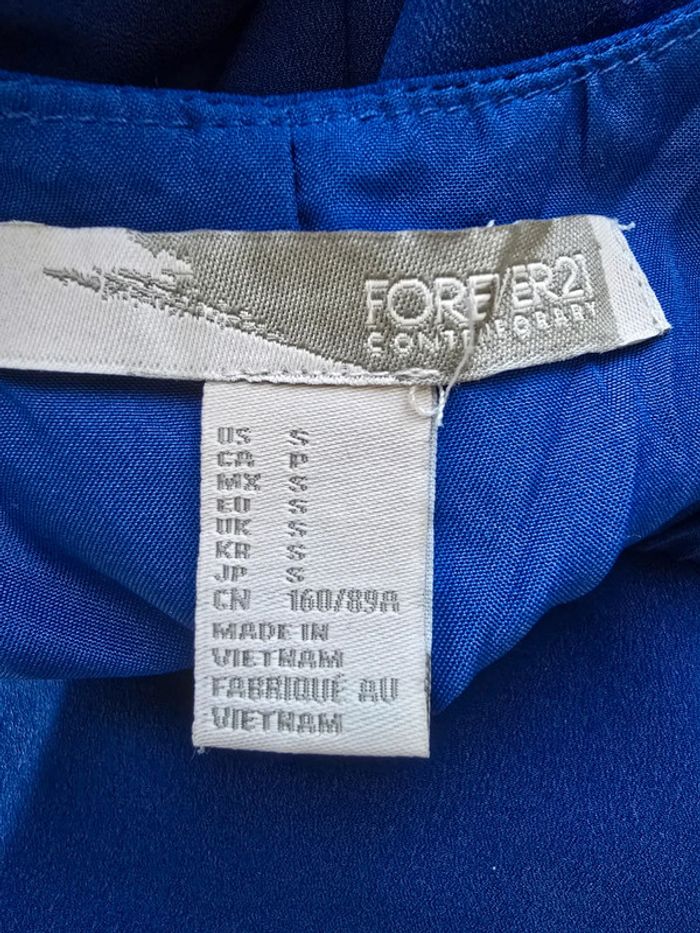 FOREVER21
CONTEMPORARY
US S
CA P
MX S
EU S
UK S
KR S
JP S
CN 160/89A
MADE IN
VIETNAM
FABRIQUÉ AU
VIETNAM